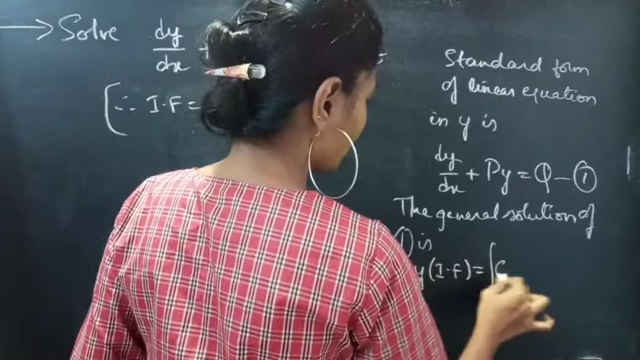 → Solve dy/dx +
[∴ I.F =
Standard form
of linear equation
in y is
dy/dx + Py = Q – ①
The general solution of
① is
y(I.F) = ∫